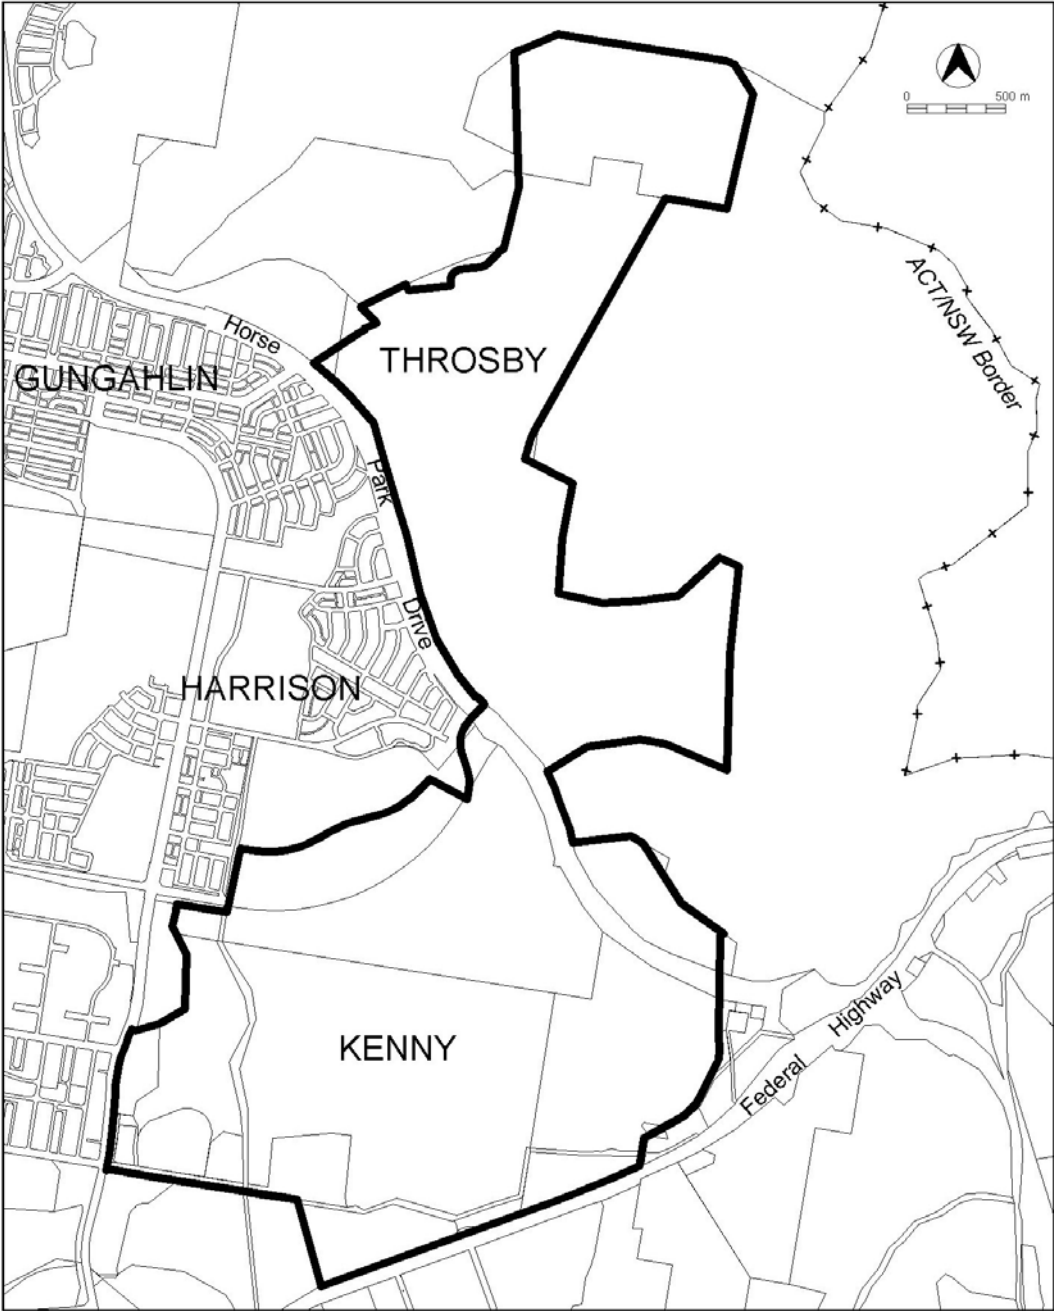 0 500 m
ACT/NSW Border
Horse
THROSBY
GUNGAHLIN
Park
Drive
HARRISON
KENNY
Federal Highway